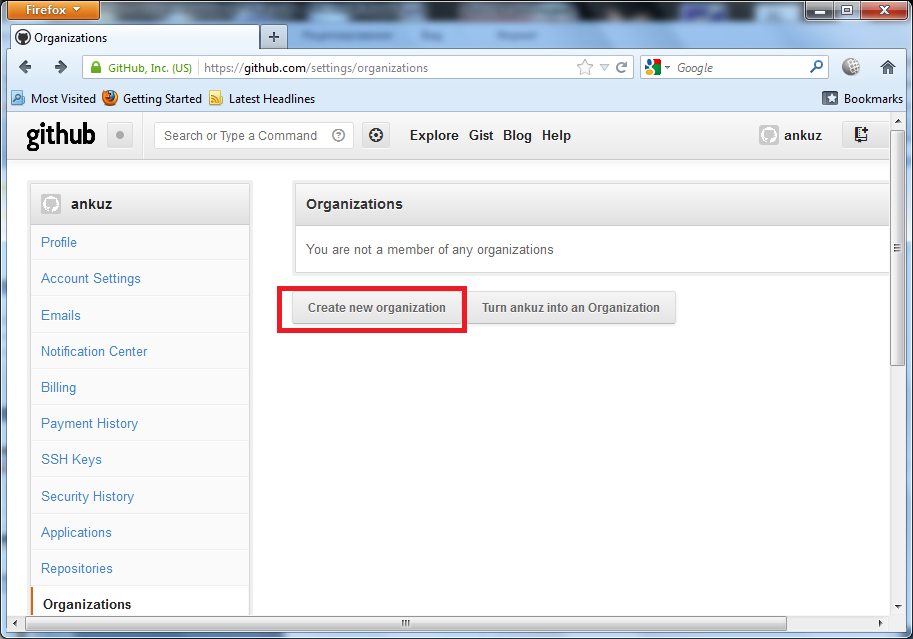 Firefox
Organizations
GitHub, Inc. (US) https://github.com/settings/organizations
Google
Most Visited Getting Started Latest Headlines Bookmarks
github Search or Type a Command Explore Gist Blog Help ankuz
ankuz
Profile
Account Settings
Emails
Notification Center
Billing
Payment History
SSH Keys
Security History
Applications
Repositories
Organizations
Organizations
You are not a member of any organizations
Create new organization Turn ankuz into an Organization